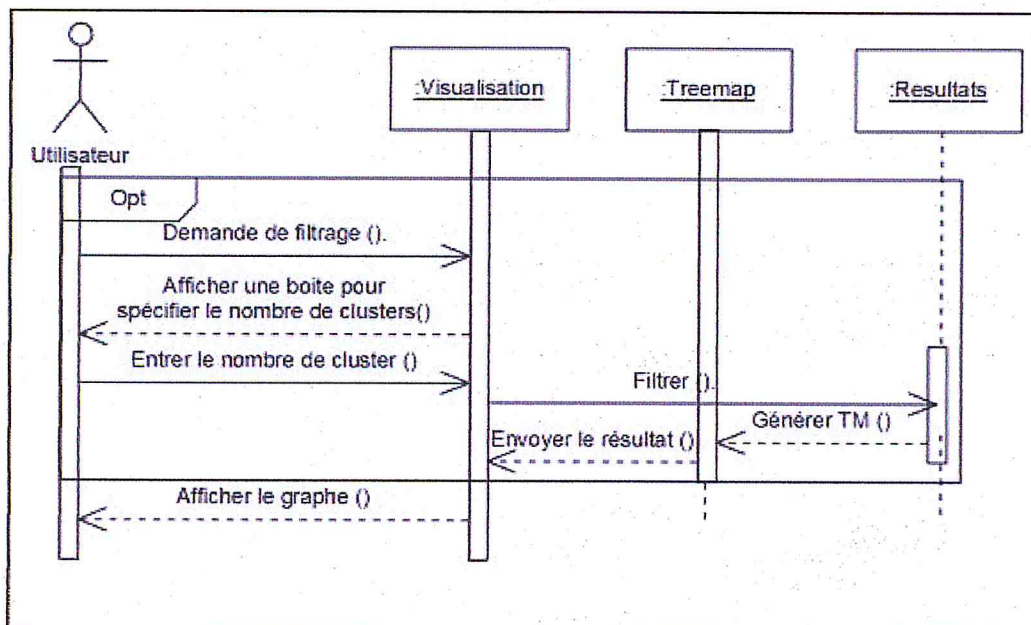 :Visualisation
:Treemap
:Resultats
Utilisateur
Opt
Demande de filtrage ().
Afficher une boite pour
spécifier le nombre de clusters()
Entrer le nombre de cluster ()
Filtrer ().
Générer TM ()
Envoyer le résultat ()
Afficher le graphe ()